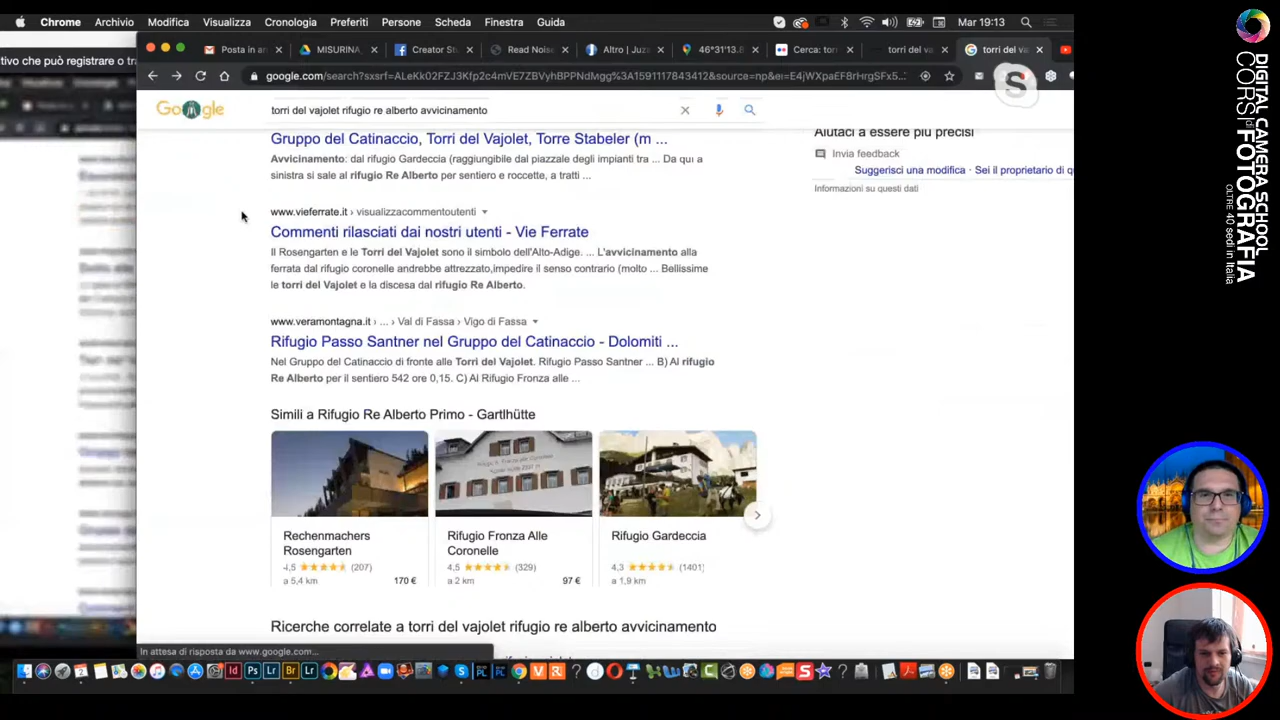 Chrome Archivio Modifica Visualizza Cronologia Preferiti Persone Scheda Finestra Guida Mar 19:13
Posta in ar MISURINA Creator Stu Read Noise Altro | Juz 46°31'13.8 Cerca: torr torri del va torri del va
tivo che può registrare o tra
google.com/search?sxsrf=ALeKk02FZJ3Kfp2c4mVE7ZBVyhBPPNdMgg%3A1591117843412&source=np&ei=E4jWXpaEF8rHrgSFx5...
Google torri del vajolet rifugio re alberto avvicinamento
Gruppo del Catinaccio, Torri del Vajolet, Torre Stabeler (m ...
Avvicinamento: dal rifugio Gardeccia (raggiungibile dal piazzale degli impianti tra ... Da qui a
sinistra si sale al rifugio Re Alberto per sentiero e roccette, a tratti ...
www.vieferrate.it › visualizzacommentoutenti
Commenti rilasciati dai nostri utenti - Vie Ferrate
Il Rosengarten e le Torri del Vajolet sono il simbolo dell'Alto-Adige. ... L'avvicinamento alla
ferrata dal rifugio coronelle andrebbe attrezzato,impedire il senso contrario (molto ... Bellissime
le torri del Vajolet e la discesa dal rifugio Re Alberto.
www.veramontagna.it › ... › Val di Fassa › Vigo di Fassa
Rifugio Passo Santner nel Gruppo del Catinaccio - Dolomiti ...
Nel Gruppo del Catinaccio di fronte alle Torri del Vajolet. Rifugio Passo Santner ... B) Al rifugio
Re Alberto per il sentiero 542 ore 0,15. C) Al Rifugio Fronza alle ...
Simili a Rifugio Re Alberto Primo - Gartlhütte
Rechenmachers
Rosengarten
4,5 (207)
a 5,4 km 170 €
Rifugio Fronza Alle
Coronelle
4,5 (329)
a 2 km 97 €
Rifugio Gardeccia
4,3 (1401)
a 1,9 km
Ricerche correlate a torri del vajolet rifugio re alberto avvicinamento
In attesa di risposta da www.google.com...
Aiutaci a essere più precisi
Invia feedback
Suggerisci una modifica · Sei il proprietario di q
Informazioni su questi dati
DIGITAL CAMERA SCHOOL
CORSI di FOTOGRAFIA
OLTRE 40 sedi in Italia